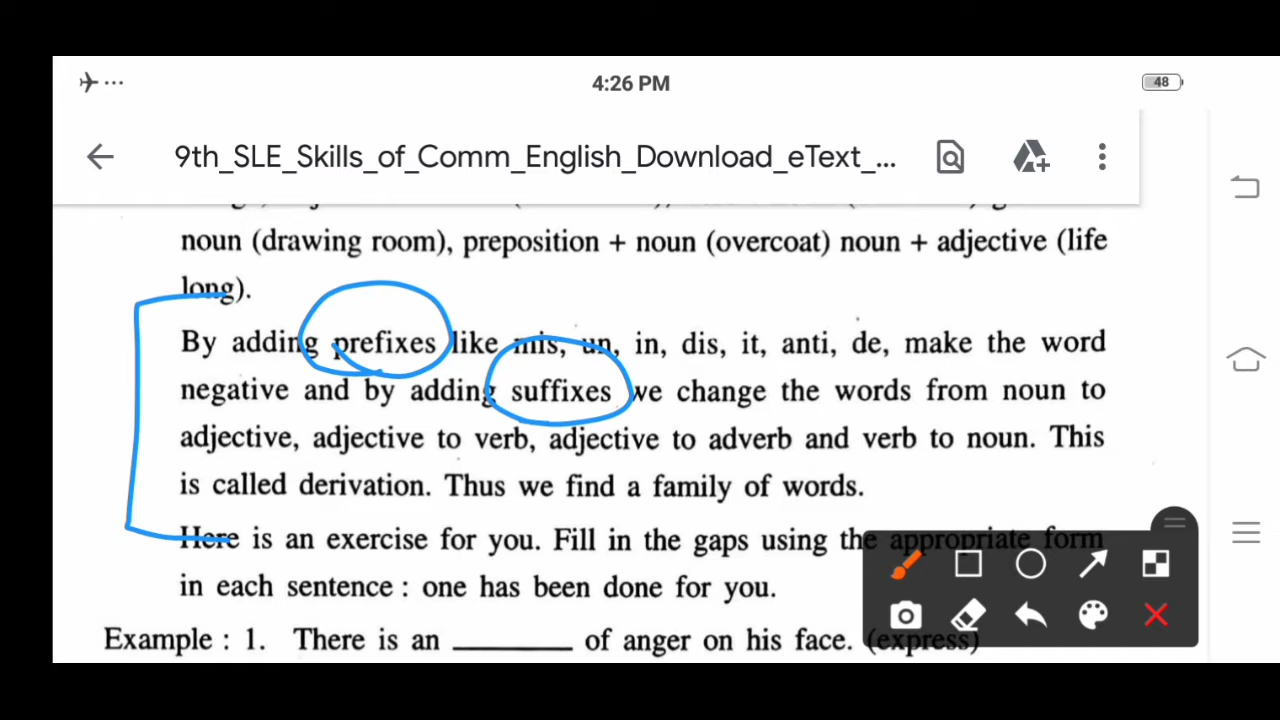 4:26 PM
48
9th_SLE_Skills_of_Comm_English_Download_eText_...
noun (drawing room), preposition + noun (overcoat) noun + adjective (life
long).
By adding prefixes like mis, un, in, dis, it, anti, de, make the word
negative and by adding suffixes we change the words from noun to
adjective, adjective to verb, adjective to adverb and verb to noun. This
is called derivation. Thus we find a family of words.
Here is an exercise for you. Fill in the gaps using the appropriate form
in each sentence : one has been done for you.
Example : 1. There is an ________ of anger on his face. (express)